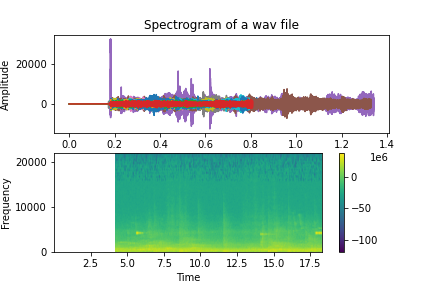 Spectrogram of a wav file
Amplitude
20000
0
0.0 0.2 0.4 0.6 0.8 1.0 1.2 1.4
1e6
Frequency
20000
10000
0
2.5 5.0 7.5 10.0 12.5 15.0 17.5
Time
0
−50
−100